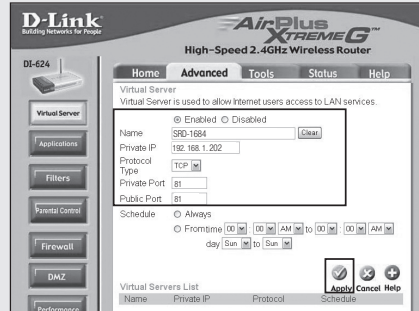 D-Link
Building Networks for People
AirPlus
XTREME G™
High-Speed 2.4GHz Wireless Router
DI-624
Home Advanced Tools Status Help
Virtual Server
Virtual Server is used to allow Internet users access to LAN services.
Enabled Disabled
Name SRD-1684 Clear
Private IP 192.168.1.202
Protocol Type TCP
Private Port 81
Public Port 81
Schedule Always
From time 00 : 00 AM to 00 : 00 AM
day Sun to Sun
Apply Cancel Help
Virtual Servers List
Name Private IP Protocol Schedule
Virtual Server
Applications
Filters
Parental Control
Firewall
DMZ
Performance